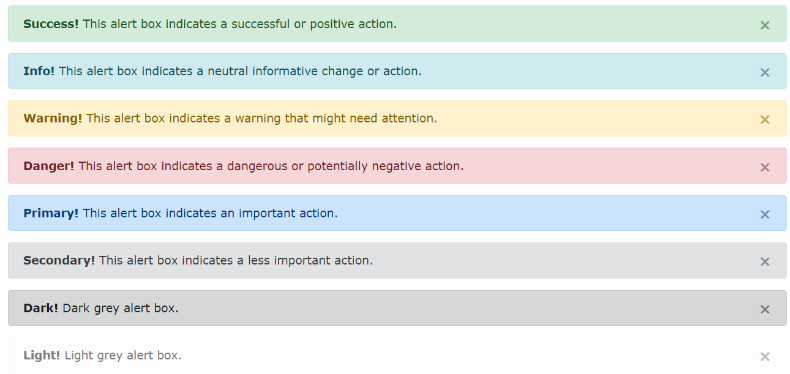 Success! This alert box indicates a successful or positive action. ×
Info! This alert box indicates a neutral informative change or action. ×
Warning! This alert box indicates a warning that might need attention. ×
Danger! This alert box indicates a dangerous or potentially negative action. ×
Primary! This alert box indicates an important action. ×
Secondary! This alert box indicates a less important action. ×
Dark! Dark grey alert box. ×
Light! Light grey alert box. ×